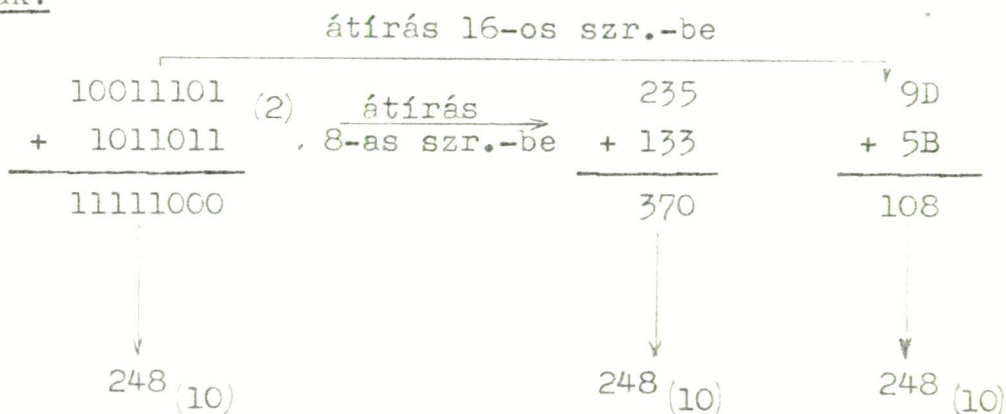 átírás 16-os szr.-be
10011101 (2) átírás 235 9D
+ 1011011 8-as szr.-be + 133 + 5B
11111000 370 108
248 (10) 248 (10) 248 (10)